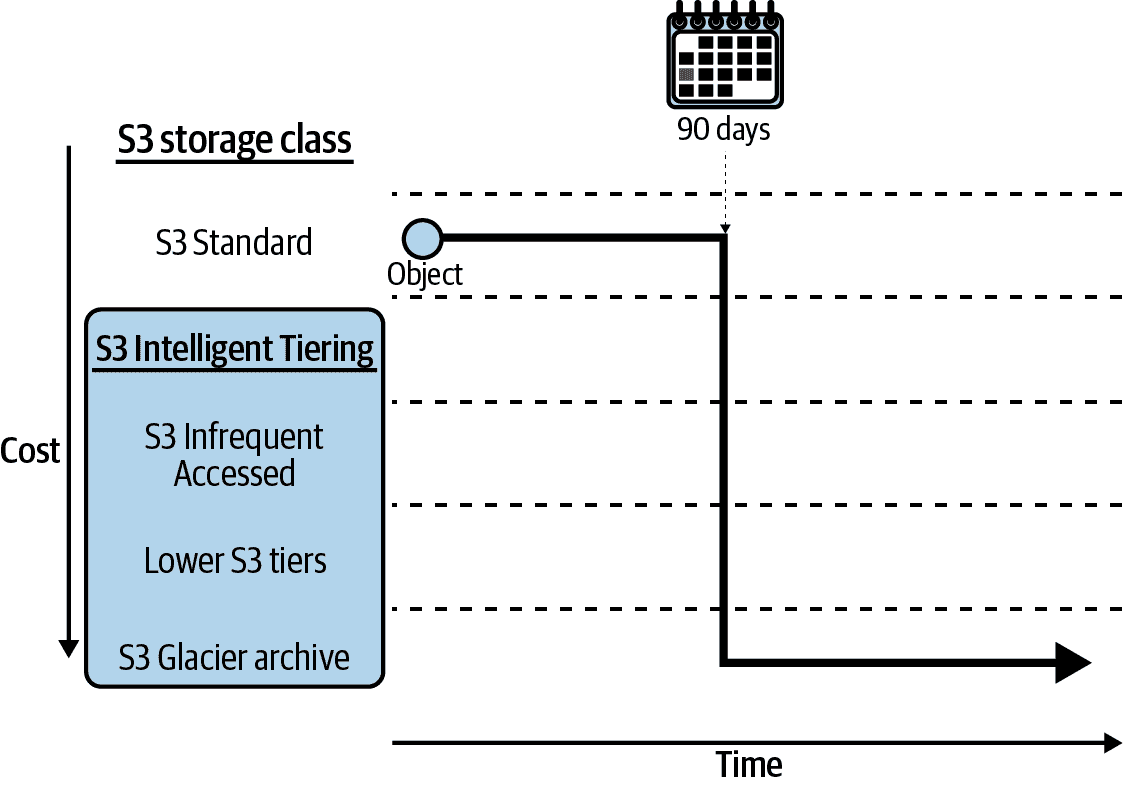 90 days
S3 storage class
S3 Standard
Object
S3 Intelligent Tiering
S3 Infrequent
Accessed
Cost
Lower S3 tiers
S3 Glacier archive
Time